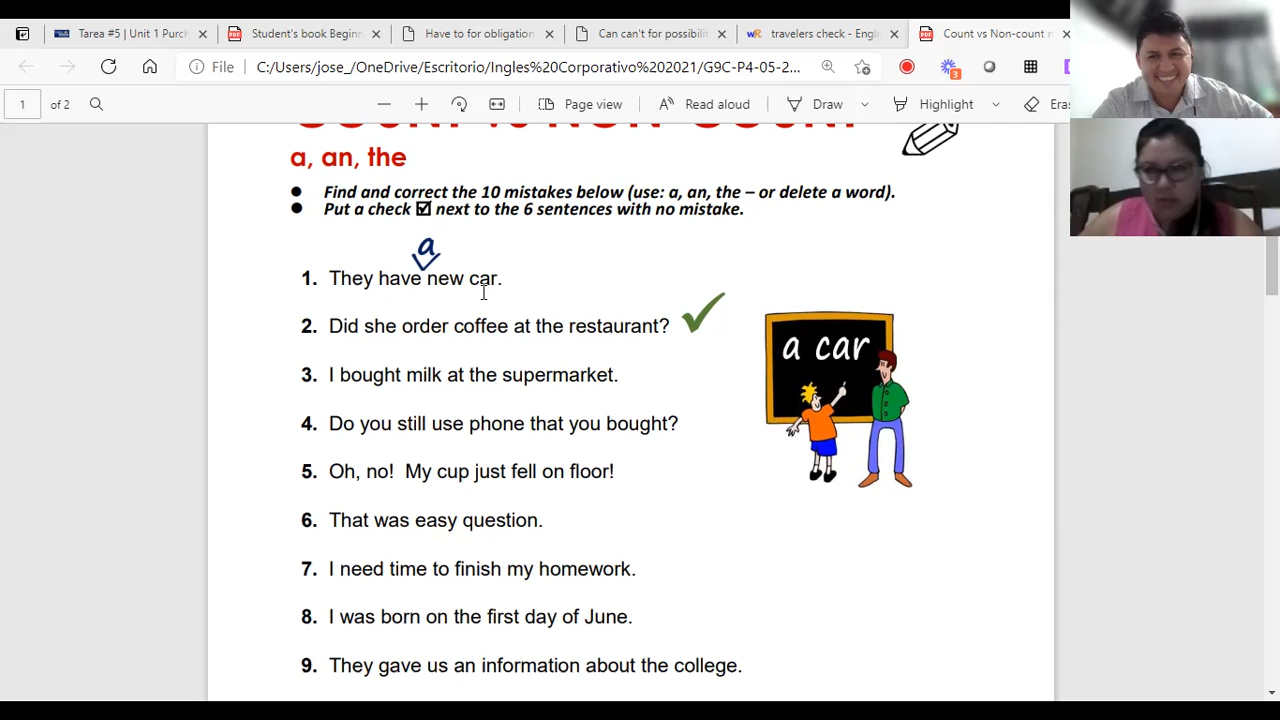 Tarea #5 | Unit 1 Purch
Student's book Beginn
Have to for obligation
Can can't for possibilit
travelers check - Engli
Count vs Non-count n
File
C:/Users/jose_/OneDrive/Escritorio/Ingles%20Corporativo%202021/G9C-P4-05-2...
3
1 of 2
Page view
Read aloud
Draw
Highlight
Eras
COUNT vs NON-COUNT
a, an, the
● Find and correct the 10 mistakes below (use: a, an, the – or delete a word).
● Put a check ☑ next to the 6 sentences with no mistake.
a
1. They have new car.
2. Did she order coffee at the restaurant? ✓
a car
3. I bought milk at the supermarket.
4. Do you still use phone that you bought?
5. Oh, no! My cup just fell on floor!
6. That was easy question.
7. I need time to finish my homework.
8. I was born on the first day of June.
9. They gave us an information about the college.